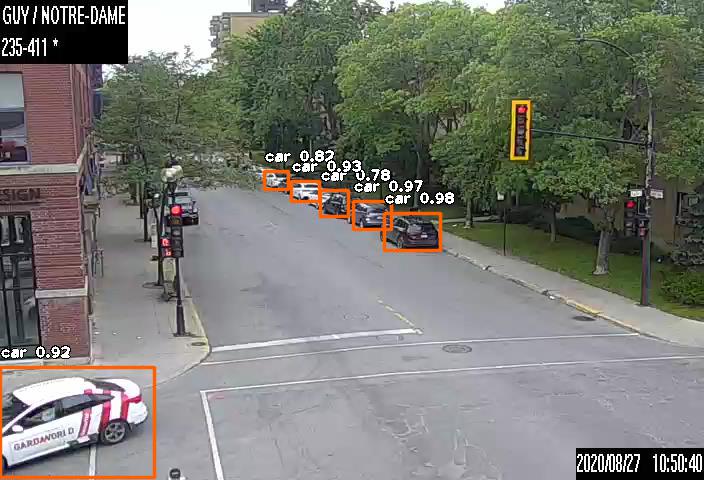 GUY / NOTRE-DAME
235-411 *
car 0.82
car 0.93
car 0.78
car 0.97
car 0.98
SIGN
car 0.92
GARDAWORLD
2020/08/27 10:50:40